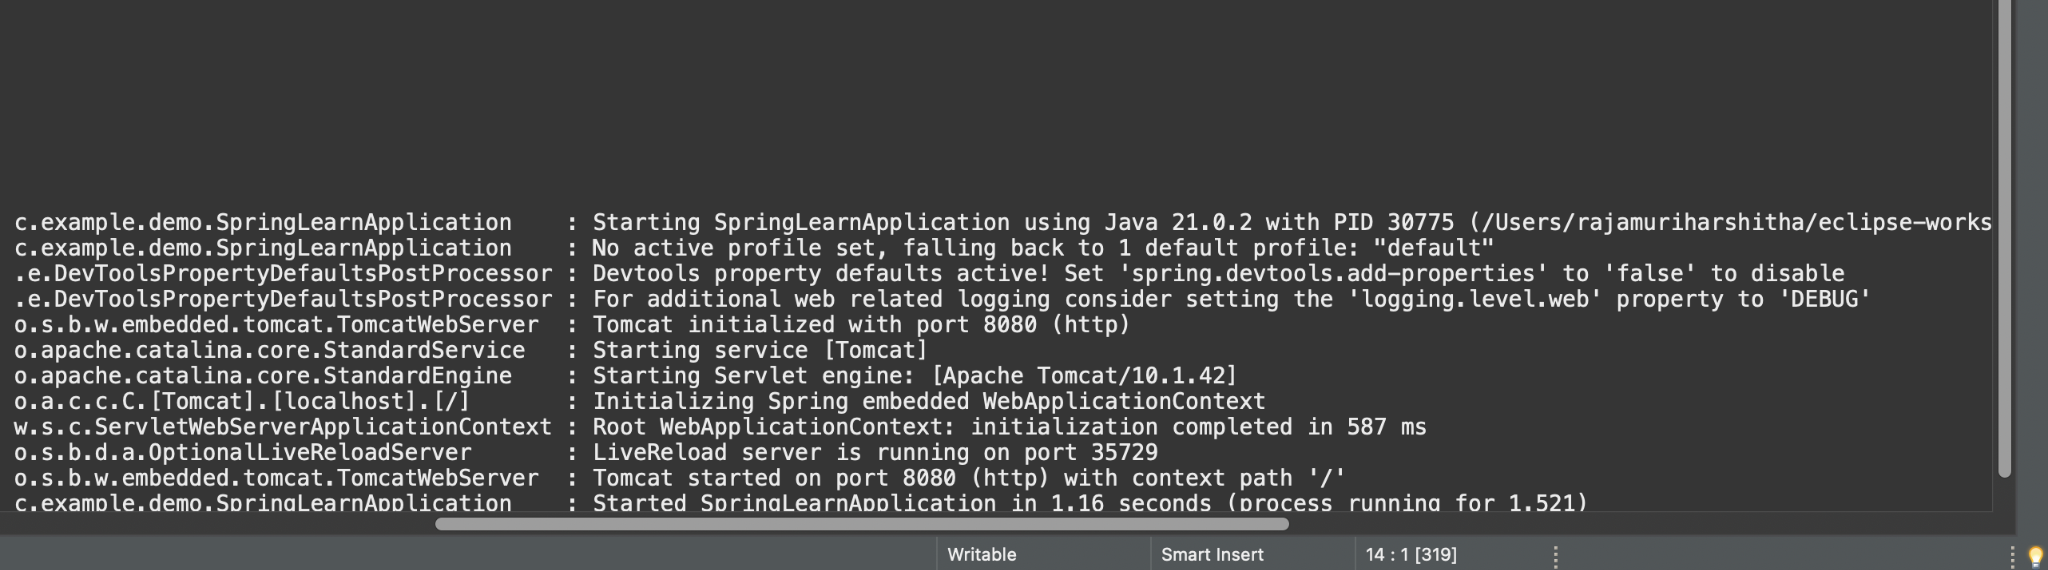 c.example.demo.SpringLearnApplication    : Starting SpringLearnApplication using Java 21.0.2 with PID 30775 (/Users/rajamuriharshitha/eclipse-works
c.example.demo.SpringLearnApplication    : No active profile set, falling back to 1 default profile: "default"
.e.DevToolsPropertyDefaultsPostProcessor : Devtools property defaults active! Set 'spring.devtools.add-properties' to 'false' to disable
.e.DevToolsPropertyDefaultsPostProcessor : For additional web related logging consider setting the 'logging.level.web' property to 'DEBUG'
o.s.b.w.embedded.tomcat.TomcatWebServer  : Tomcat initialized with port 8080 (http)
o.apache.catalina.core.StandardService   : Starting service [Tomcat]
o.apache.catalina.core.StandardEngine    : Starting Servlet engine: [Apache Tomcat/10.1.42]
o.a.c.c.C.[Tomcat].[localhost].[/]       : Initializing Spring embedded WebApplicationContext
w.s.c.ServletWebServerApplicationContext : Root WebApplicationContext: initialization completed in 587 ms
o.s.b.d.a.OptionalLiveReloadServer       : LiveReload server is running on port 35729
o.s.b.w.embedded.tomcat.TomcatWebServer  : Tomcat started on port 8080 (http) with context path '/'
c.example.demo.SpringLearnApplication    : Started SpringLearnApplication in 1.16 seconds (process running for 1.521)
Writable Smart Insert 14 : 1 [319]